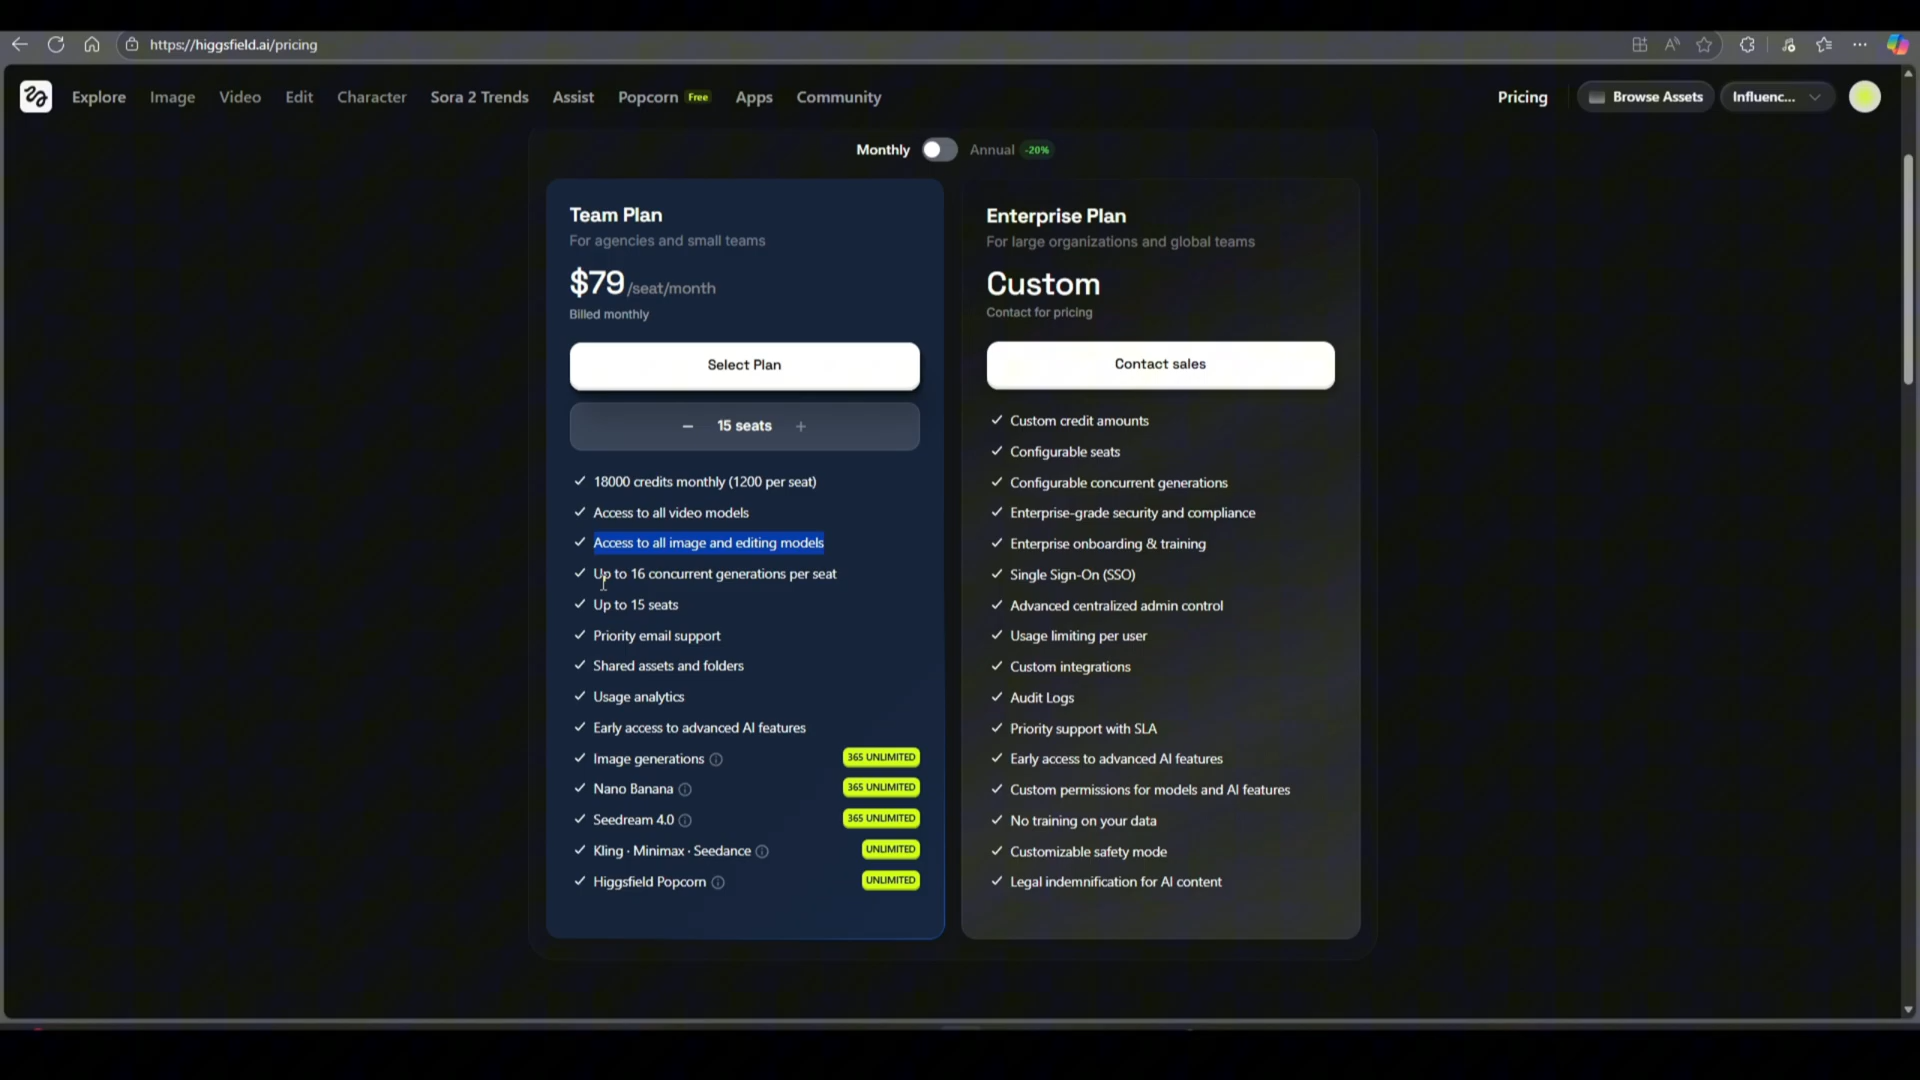 https://higgsfield.ai/pricing
Explore Image Video Edit Character Sora 2 Trends Assist Popcorn Free Apps Community Pricing Browse Assets Influenc...
Monthly Annual -20%
Team Plan
For agencies and small teams
$79 /seat/month
Billed monthly
Select Plan
− 15 seats +
18000 credits monthly (1200 per seat)
Access to all video models
Access to all image and editing models
Up to 16 concurrent generations per seat
Up to 15 seats
Priority email support
Shared assets and folders
Usage analytics
Early access to advanced AI features
Image generations 365 UNLIMITED
Nano Banana 365 UNLIMITED
Seedream 4.0 365 UNLIMITED
Kling · Minimax · Seedance UNLIMITED
Higgsfield Popcorn UNLIMITED
Enterprise Plan
For large organizations and global teams
Custom
Contact for pricing
Contact sales
Custom credit amounts
Configurable seats
Configurable concurrent generations
Enterprise-grade security and compliance
Enterprise onboarding & training
Single Sign-On (SSO)
Advanced centralized admin control
Usage limiting per user
Custom integrations
Audit Logs
Priority support with SLA
Early access to advanced AI features
Custom permissions for models and AI features
No training on your data
Customizable safety mode
Legal indemnification for AI content